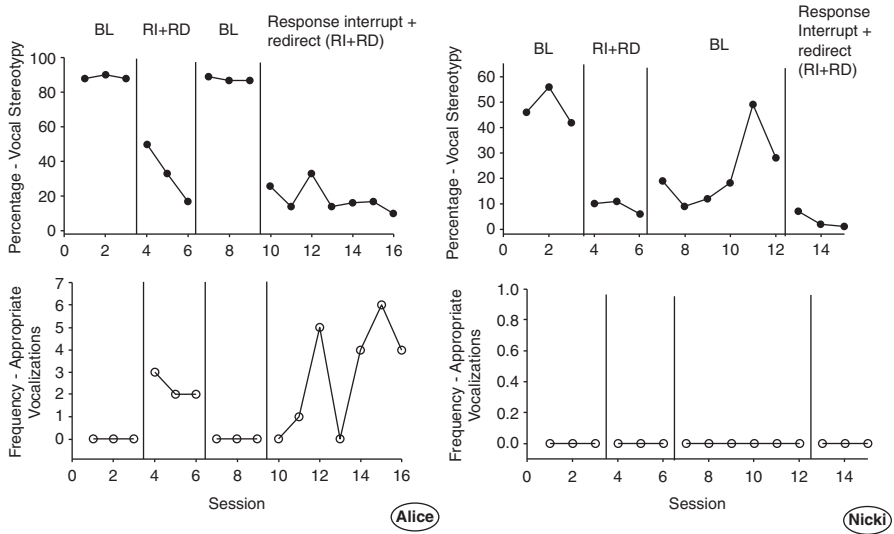 BL RI+RD BL Response interrupt +
redirect (RI+RD)
Percentage - Vocal Stereotypy
100
80
60
40
20
0
0 2 4 6 8 10 12 14 16
Frequency - Appropriate
Vocalizations
7
6
5
4
3
2
1
0
0 2 4 6 8 10 12 14 16
Session
Alice
BL RI+RD BL Response
Interrupt +
redirect
(RI+RD)
Percentage - Vocal Stereotypy
60
50
40
30
20
10
0
0 2 4 6 8 10 12 14
Frequency - Appropriate
Vocalizations
1.0
0.8
0.6
0.4
0.2
0.0
0 2 4 6 8 10 12 14
Session
Nicki